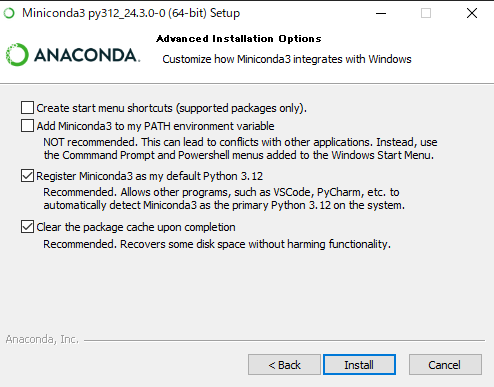 Miniconda3 py312_24.3.0-0 (64-bit) Setup
Advanced Installation Options
ANACONDA.
Customize how Miniconda3 integrates with Windows
Create start menu shortcuts (supported packages only).
Add Miniconda3 to my PATH environment variable
NOT recommended. This can lead to conflicts with other applications. Instead, use
the Commmand Prompt and Powershell menus added to the Windows Start Menu.
Register Miniconda3 as my default Python 3.12
Recommended. Allows other programs, such as VSCode, PyCharm, etc. to
automatically detect Miniconda3 as the primary Python 3.12 on the system.
Clear the package cache upon completion
Recommended. Recovers some disk space without harming functionality.
Anaconda, Inc.
< Back
Install
Cancel